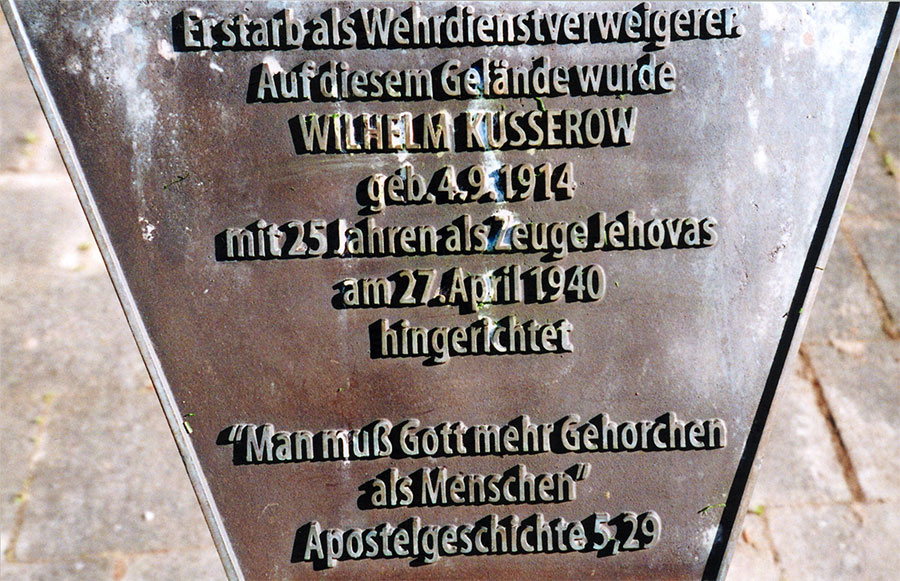 Er starb als Wehrdienstverweigerer.
Auf diesem Gelände wurde
WILHELM KUSSEROW
geb. 4. 9. 1914
mit 25 Jahren als Zeuge Jehovas
am 27. April 1940
hingerichtet
“Man muß Gott mehr Gehorchen
als Menschen”
Apostelgeschichte 5,29